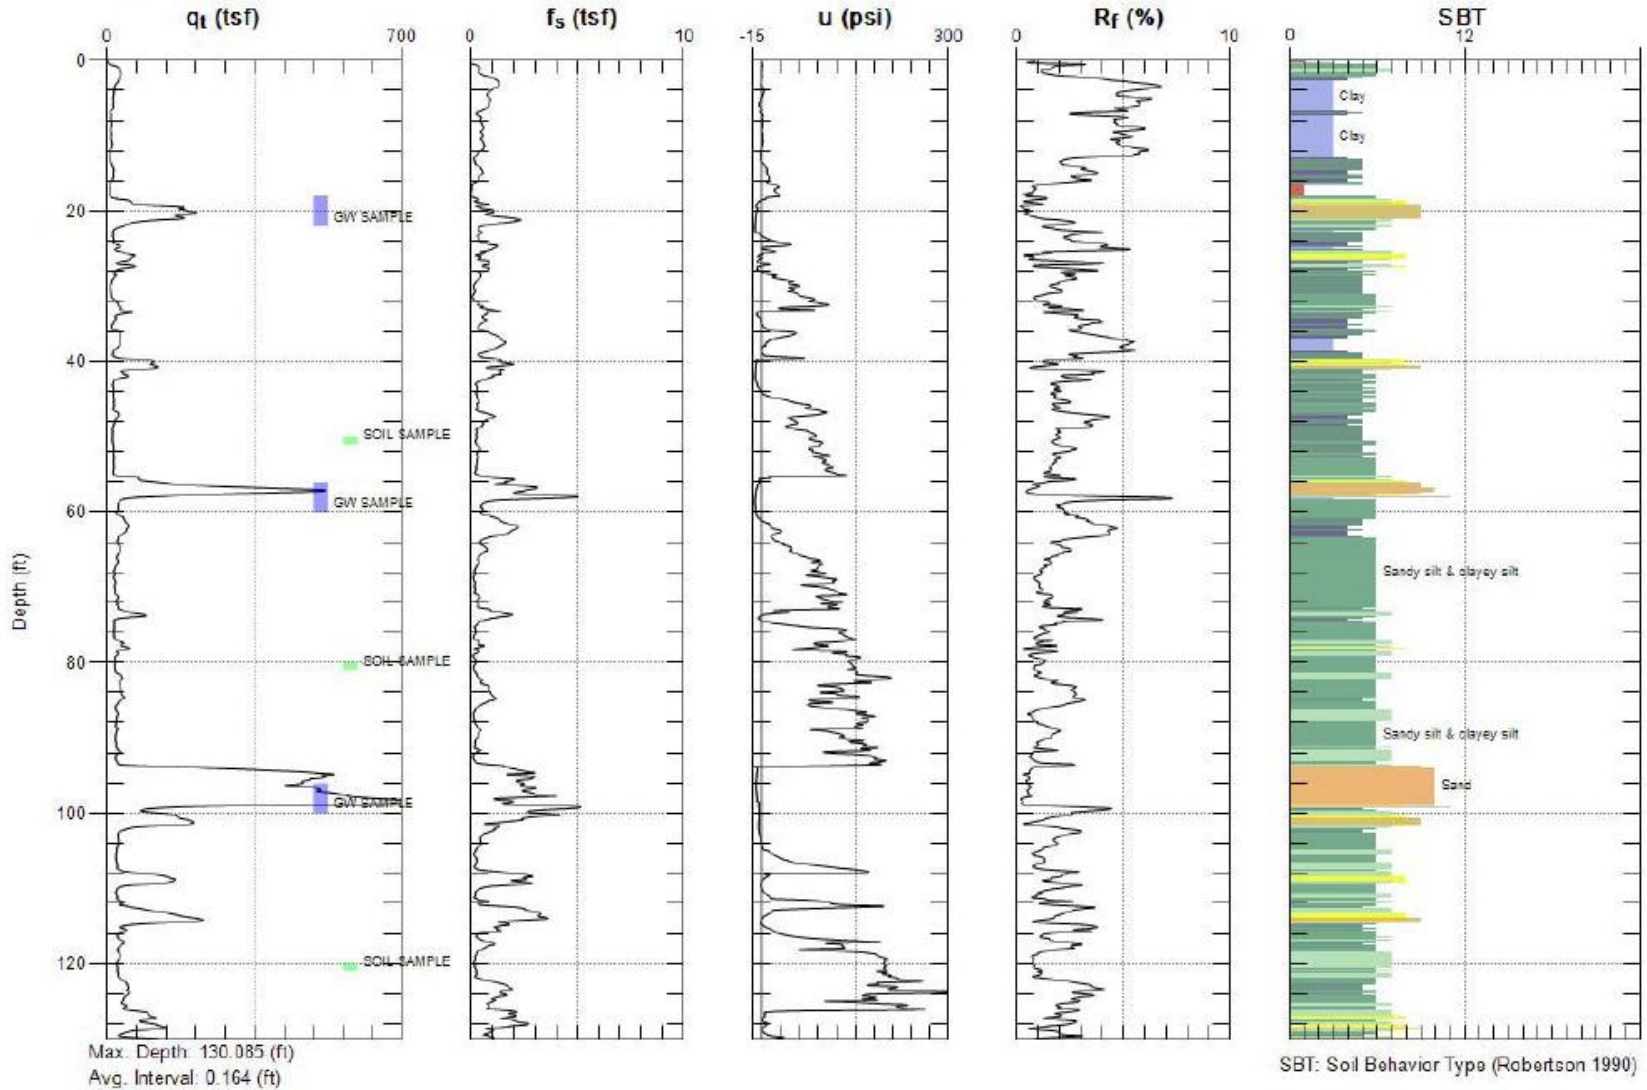 qt (tsf) fs (tsf) u (psi) Rf (%) SBT
0 700 0 10 -15 300 0 10 0 12
0
Clay
Clay
20
GW SAMPLE
40
SOIL SAMPLE
GW SAMPLE
60
Depth (ft)
Sandy silt & clayey silt
80
SOIL SAMPLE
Sandy silt & clayey silt
Sand
GW SAMPLE
100
120
SOIL SAMPLE
Max. Depth: 130.085 (ft)
Avg. Interval: 0.164 (ft)
SBT: Soil Behavior Type (Robertson 1990)